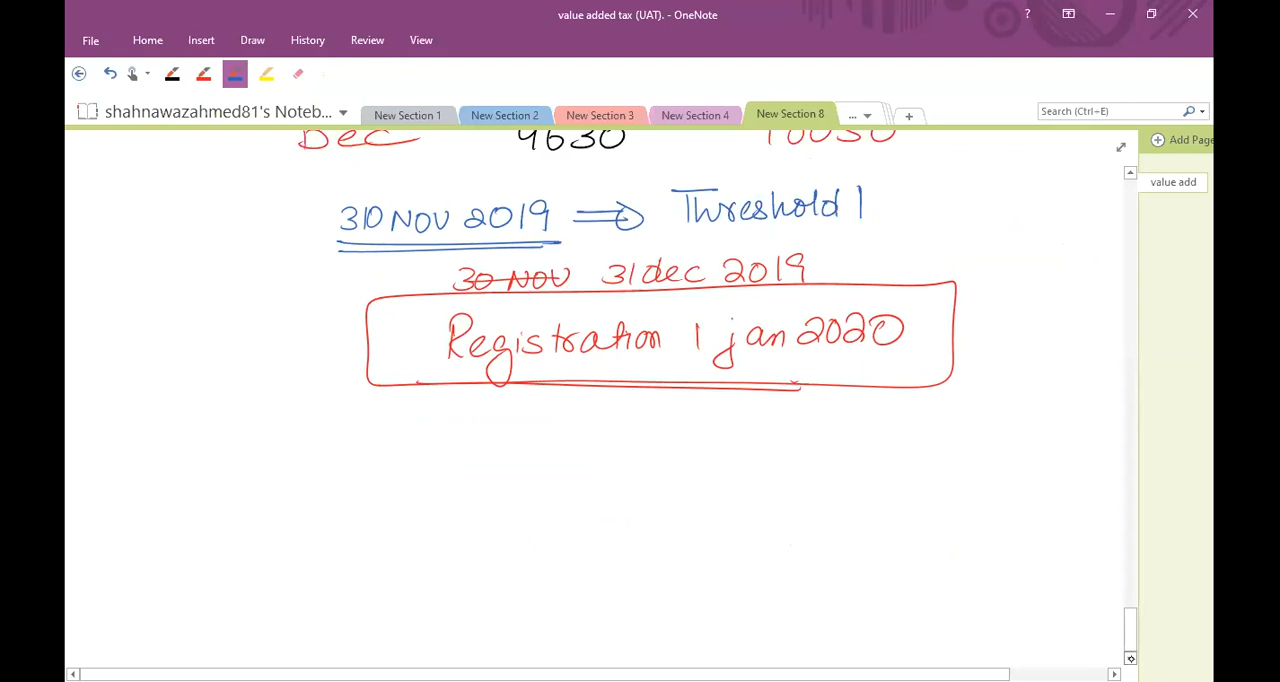 value added tax (UAT). - OneNote
?
File Home Insert Draw History Review View
shahnawazahmed81's Noteb... New Section 1 New Section 2 New Section 3 New Section 4 New Section 8 ... +
Search (Ctrl+E)
Add Page
value add
Dec 9630 10030
30 NOV 2019 ⇒ Threshold 1
30 NOV 31 dec 2019
Registration 1 jan 2020